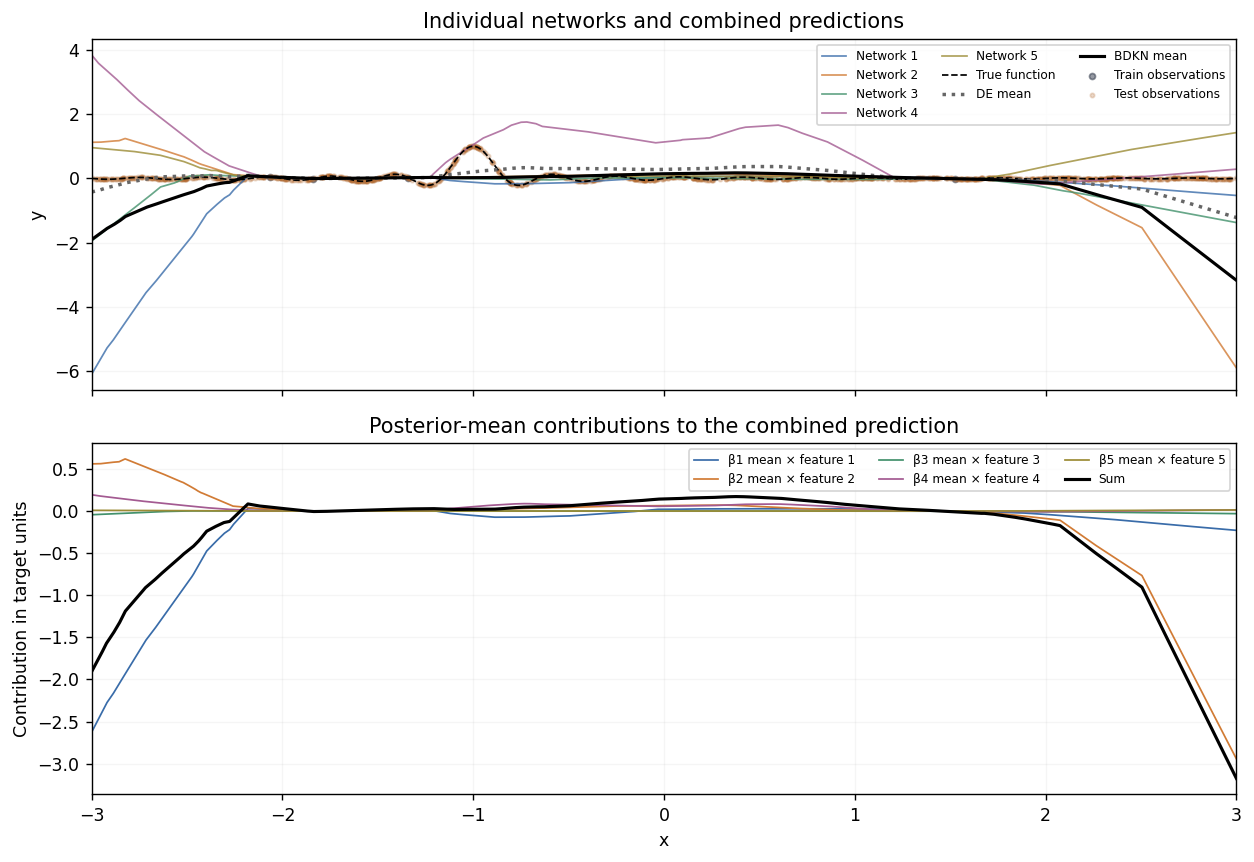 Individual networks and combined predictions
4
2
0
−2
−4
−6
y
Network 1
Network 2
Network 3
Network 4
Network 5
True function
DE mean
BDKN mean
Train observations
Test observations
Posterior-mean contributions to the combined prediction
0.5
0.0
−0.5
−1.0
−1.5
−2.0
−2.5
−3.0
Contribution in target units
β1 mean × feature 1
β2 mean × feature 2
β3 mean × feature 3
β4 mean × feature 4
β5 mean × feature 5
Sum
−3
−2
−1
0
1
2
3
x